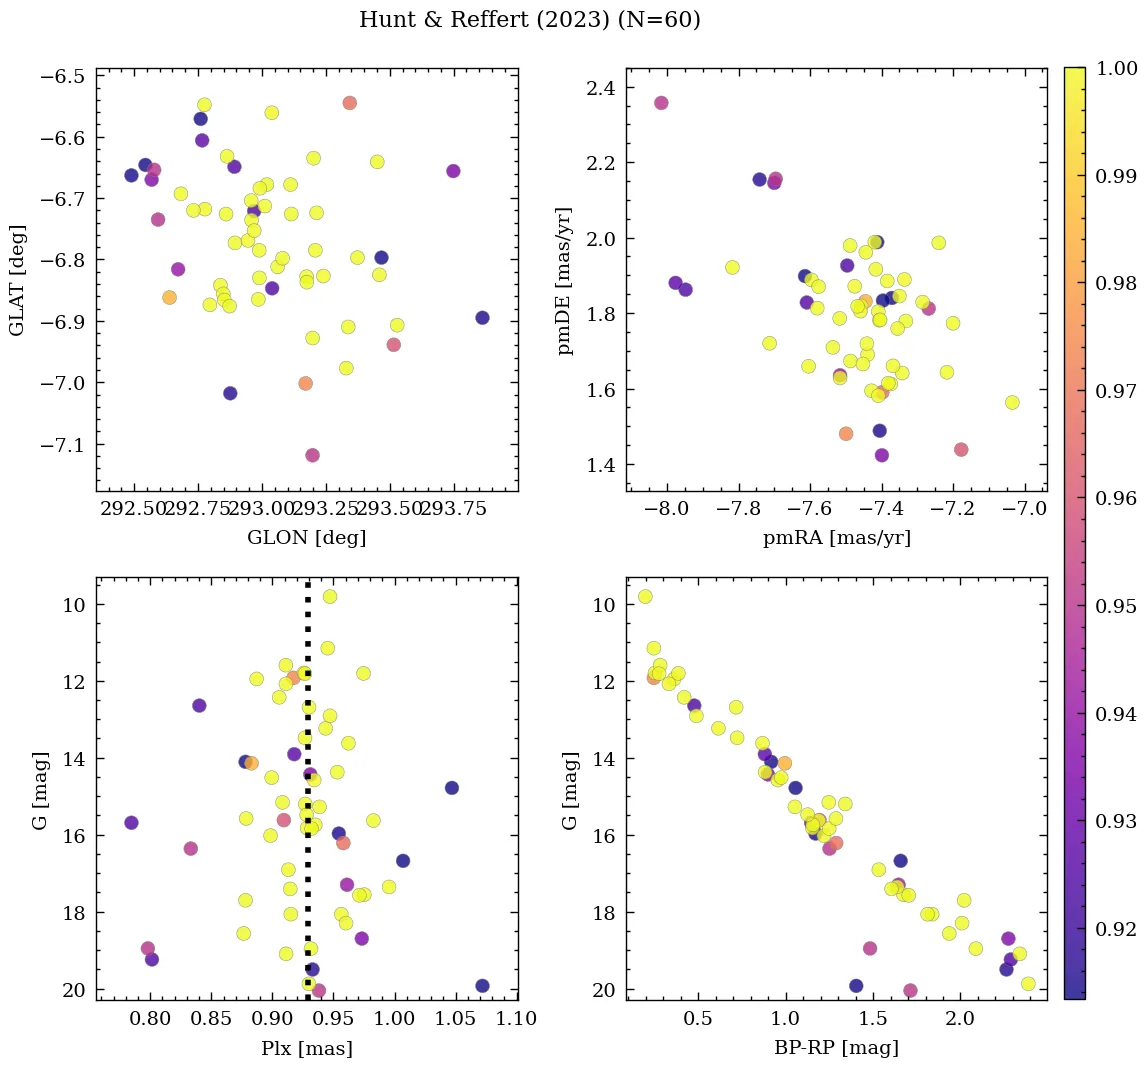 Hunt & Reffert (2023) (N=60)
−6.5
−6.6
−6.7
−6.8
−6.9
−7.0
−7.1
GLAT [deg]
292.50 292.75 293.00 293.25 293.50 293.75
GLON [deg]
2.4
2.2
2.0
1.8
1.6
1.4
pmDE [mas/yr]
−8.0 −7.8 −7.6 −7.4 −7.2 −7.0
pmRA [mas/yr]
1.00
0.99
0.98
0.97
0.96
0.95
0.94
0.93
0.92
10
12
14
16
18
20
G [mag]
0.80 0.85 0.90 0.95 1.00 1.05 1.10
Plx [mas]
10
12
14
16
18
20
G [mag]
0.5 1.0 1.5 2.0
BP-RP [mag]